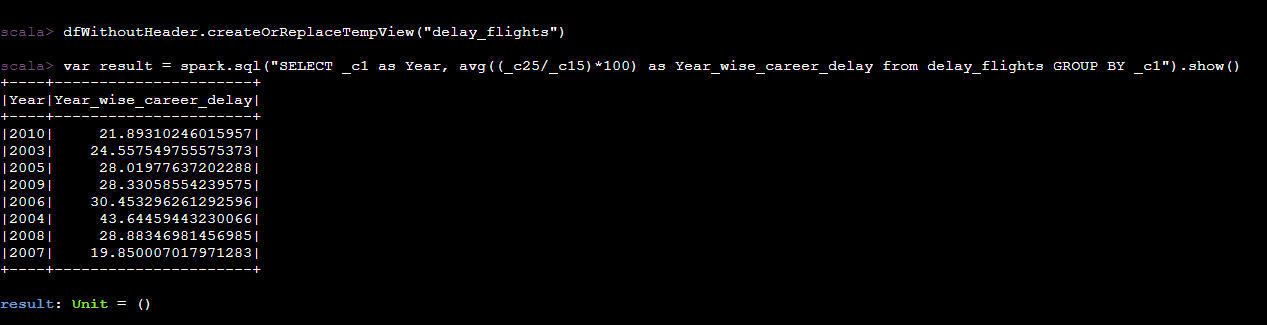 scala> dfWithoutHeader.createOrReplaceTempView("delay_flights")
scala> var result = spark.sql("SELECT _c1 as Year, avg((_c25/_c15)*100) as Year_wise_career_delay from delay_flights GROUP BY _c1").show()
+----+----------------------+
|Year|Year_wise_career_delay|
+----+----------------------+
|2010|     21.89310246015957|
|2003|    24.557549755575373|
|2005|     28.01977637202288|
|2009|     28.33058554239575|
|2006|    30.453296261292596|
|2004|     43.64459443230066|
|2008|     28.88346981456985|
|2007|    19.850007017971283|
+----+----------------------+
result: Unit = ()